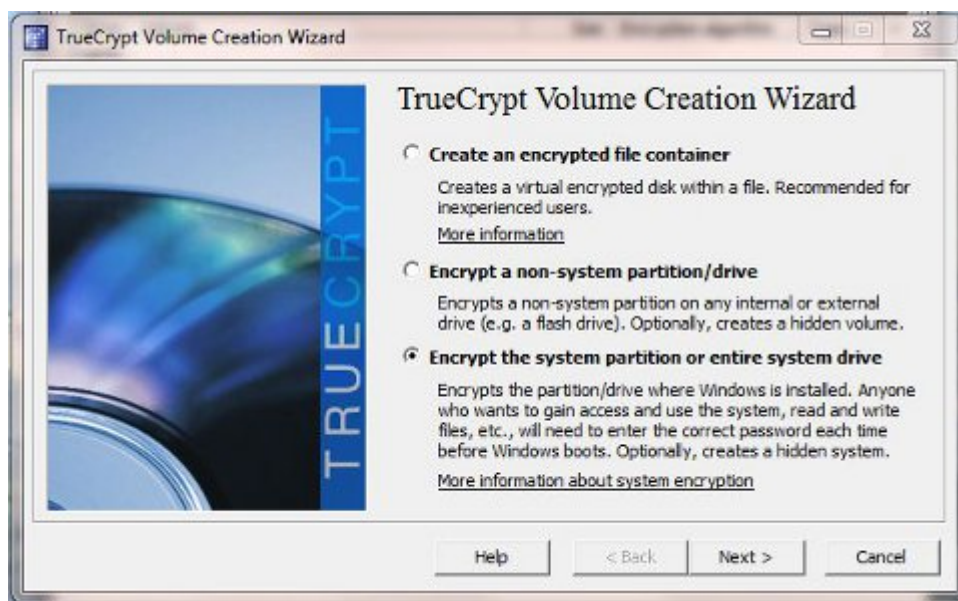 TrueCrypt Volume Creation Wizard
TRUECRYPT
TrueCrypt Volume Creation Wizard
Create an encrypted file container
Creates a virtual encrypted disk within a file. Recommended for
inexperienced users.
More information
Encrypt a non-system partition/drive
Encrypts a non-system partition on any internal or external
drive (e.g. a flash drive). Optionally, creates a hidden volume.
Encrypt the system partition or entire system drive
Encrypts the partition/drive where Windows is installed. Anyone
who wants to gain access and use the system, read and write
files, etc., will need to enter the correct password each time
before Windows boots. Optionally, creates a hidden system.
More information about system encryption
Help
< Back
Next >
Cancel